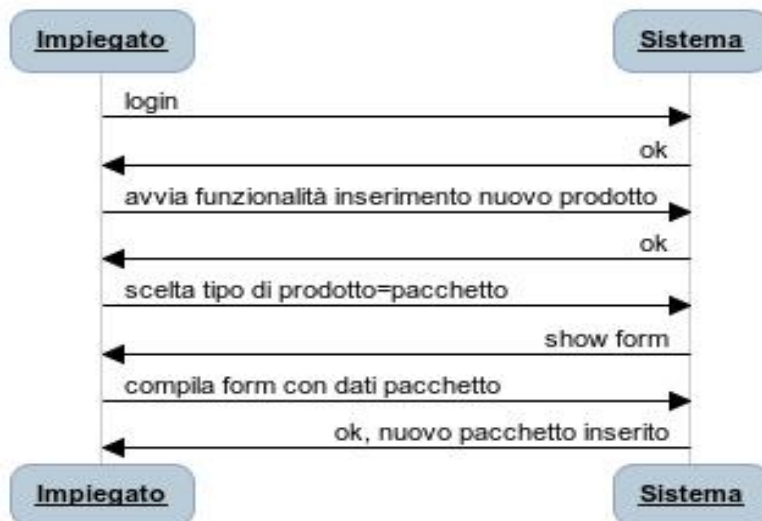 Impiegato Sistema
login
ok
avvia funzionalità inserimento nuovo prodotto
ok
scelta tipo di prodotto=pacchetto
show form
compila form con dati pacchetto
ok, nuovo pacchetto inserito
Impiegato Sistema